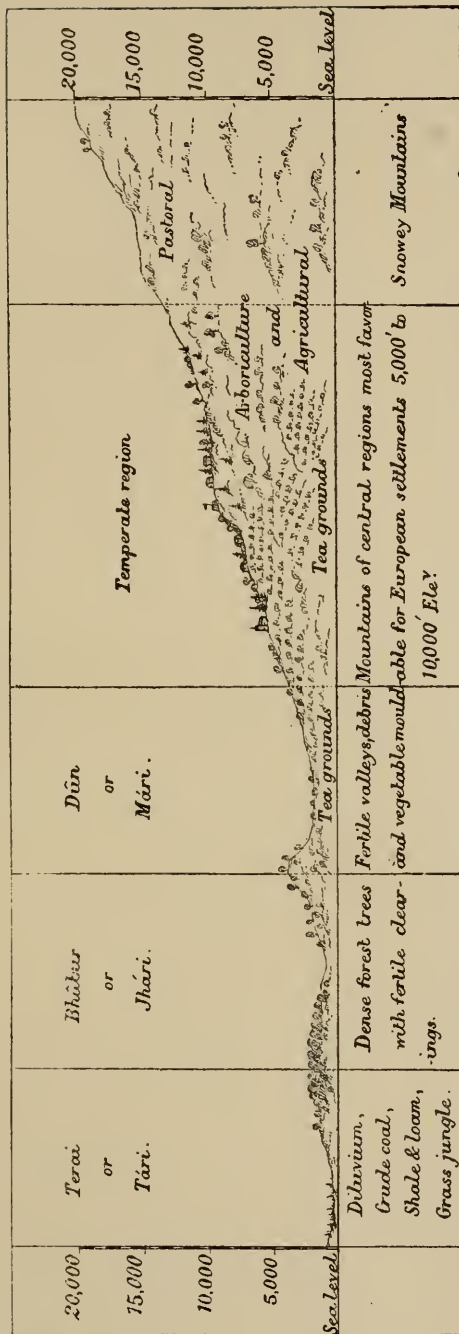 20,000
15,000
10,000
5,000
Sea level
Terai
or
Tári.
Bhûbur
or
Jhári.
Dûn
or
Mári.
Temperate region
Pastoral
Arboriculture
and
Agricultural
Tea grounds
Tea grounds
20,000
15,000
10,000
5,000
Sea level
Diluvium,
Crude coal,
Shale & loam,
Grass jungle.
Dense forest trees
with fertile clear-
-ings.
Fertile valleys, debris
and vegetable mould
Mountains of central regions most favor-
-able for European settlements 5,000' to
10,000' Elev.
Snowey Mountains